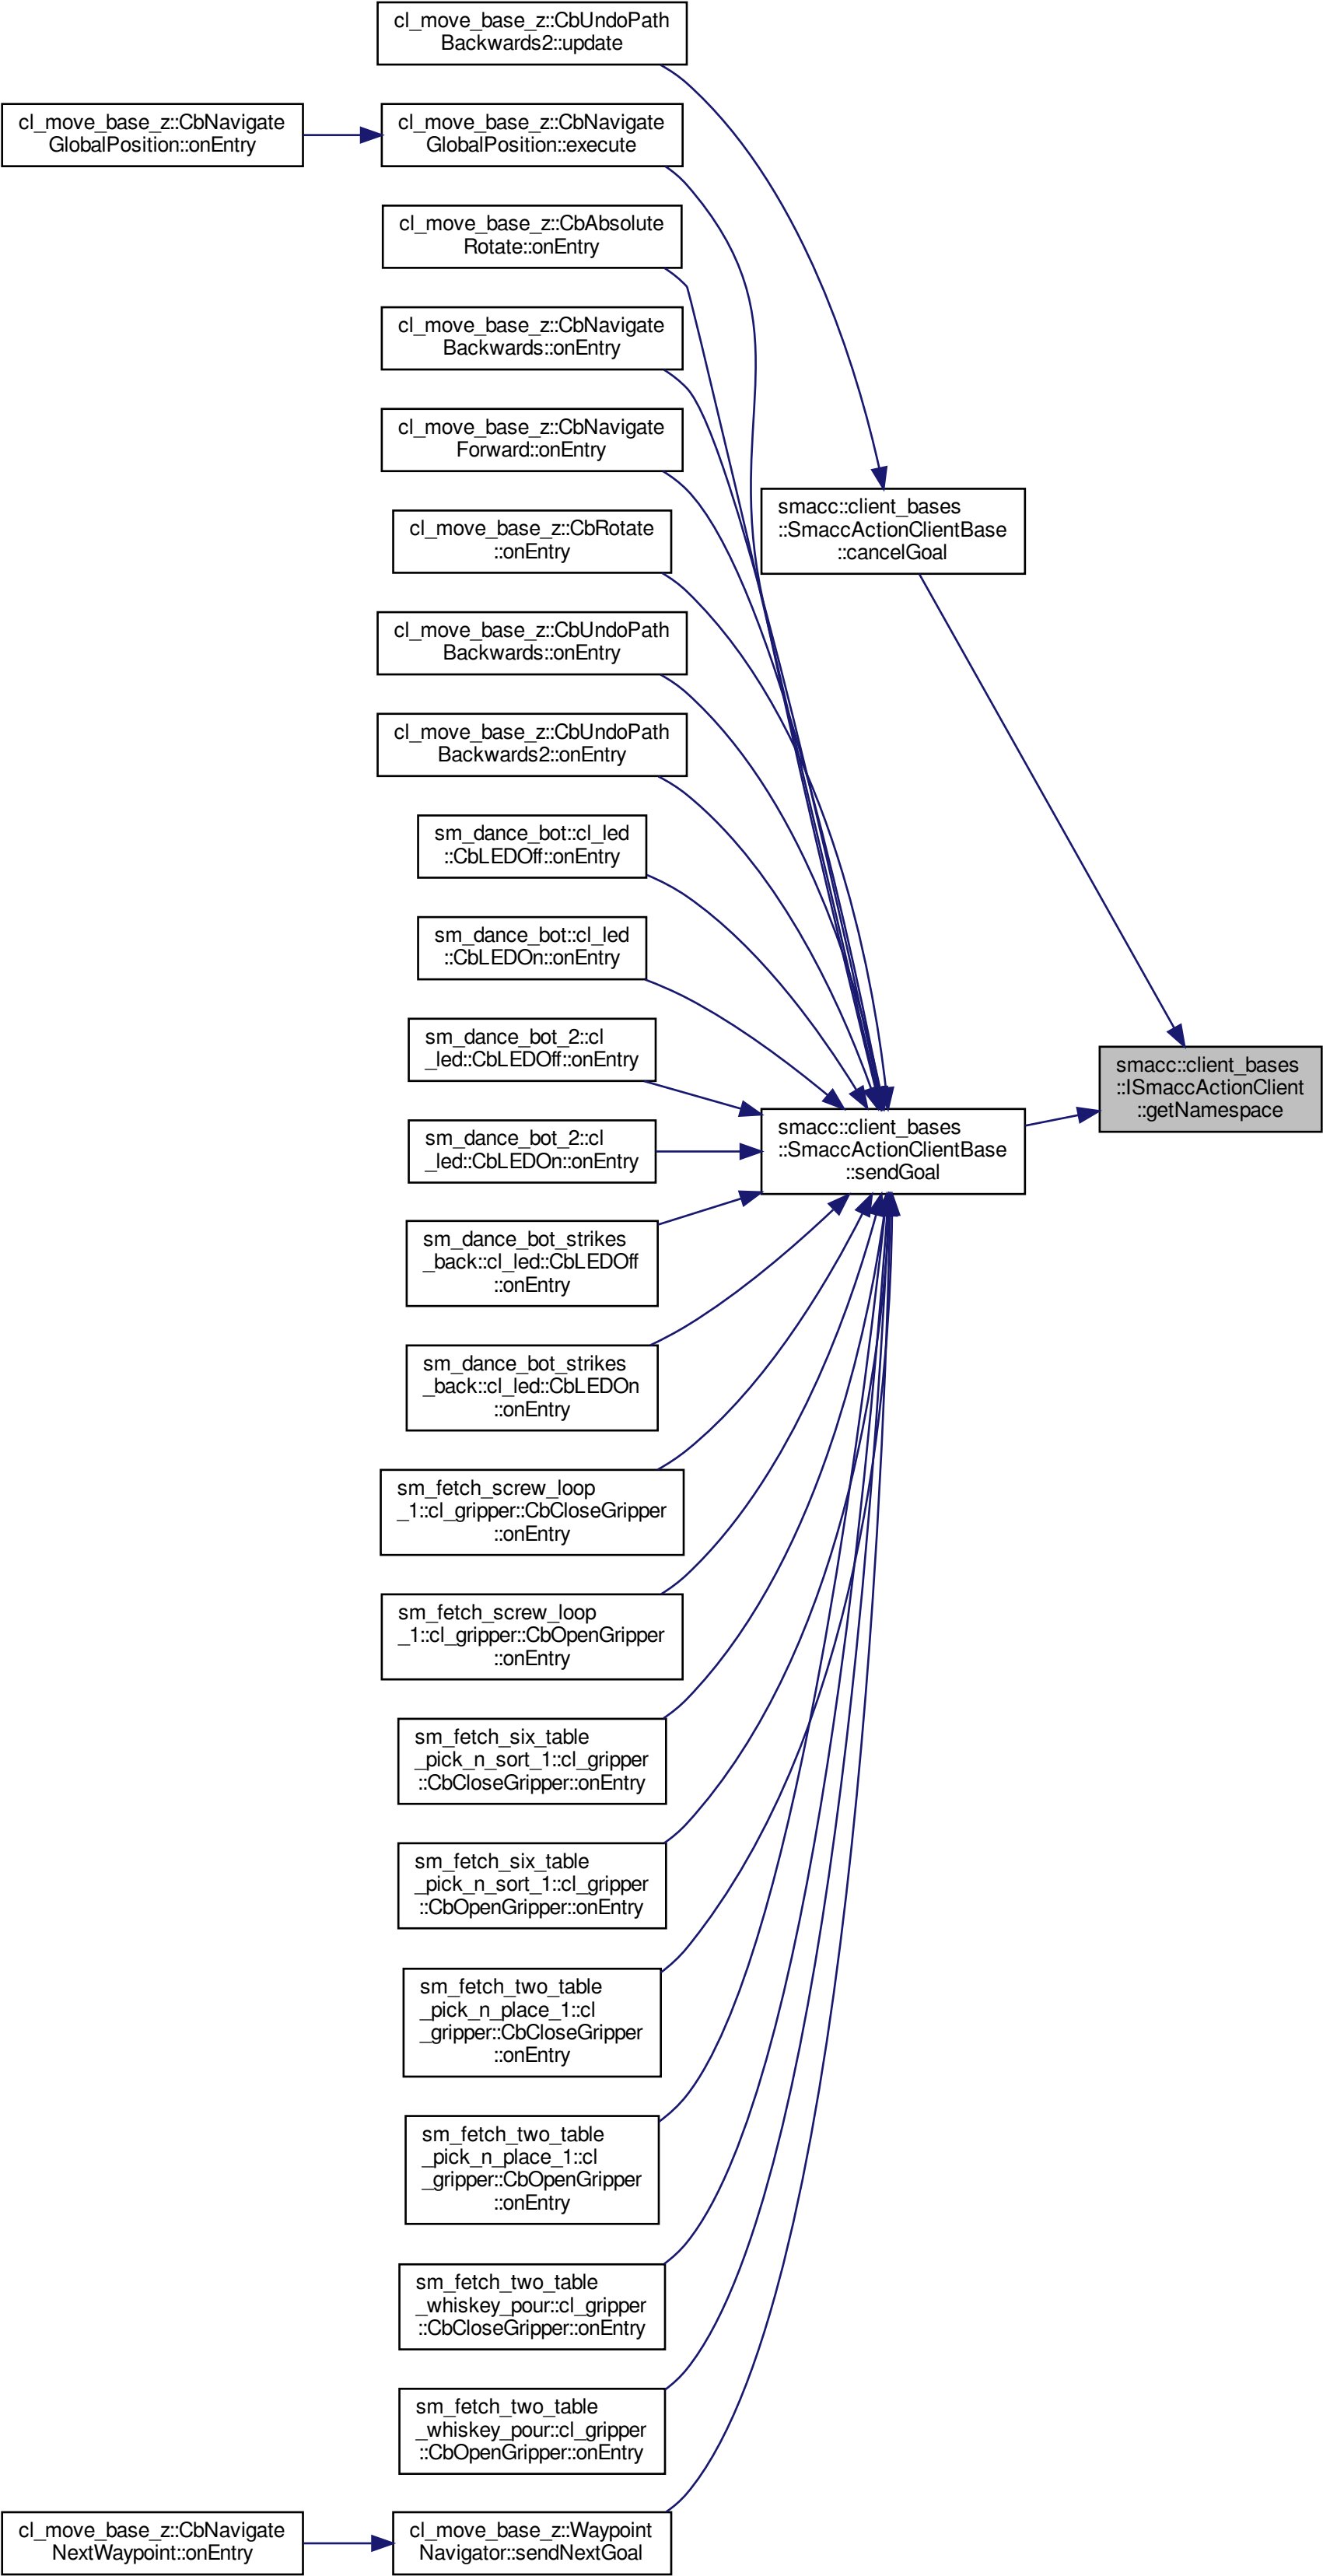 cl_move_base_z::CbUndoPath
Backwards2::update
cl_move_base_z::CbNavigate
GlobalPosition::onEntry
cl_move_base_z::CbNavigate
GlobalPosition::execute
cl_move_base_z::CbAbsolute
Rotate::onEntry
cl_move_base_z::CbNavigate
Backwards::onEntry
cl_move_base_z::CbNavigate
Forward::onEntry
smacc::client_bases
::SmaccActionClientBase
::cancelGoal
cl_move_base_z::CbRotate
::onEntry
cl_move_base_z::CbUndoPath
Backwards::onEntry
cl_move_base_z::CbUndoPath
Backwards2::onEntry
sm_dance_bot::cl_led
::CbLEDOff::onEntry
sm_dance_bot::cl_led
::CbLEDOn::onEntry
sm_dance_bot_2::cl
_led::CbLEDOff::onEntry
smacc::client_bases
::ISmaccActionClient
::getNamespace
sm_dance_bot_2::cl
_led::CbLEDOn::onEntry
smacc::client_bases
::SmaccActionClientBase
::sendGoal
sm_dance_bot_strikes
_back::cl_led::CbLEDOff
::onEntry
sm_dance_bot_strikes
_back::cl_led::CbLEDOn
::onEntry
sm_fetch_screw_loop
_1::cl_gripper::CbCloseGripper
::onEntry
sm_fetch_screw_loop
_1::cl_gripper::CbOpenGripper
::onEntry
sm_fetch_six_table
_pick_n_sort_1::cl_gripper
::CbCloseGripper::onEntry
sm_fetch_six_table
_pick_n_sort_1::cl_gripper
::CbOpenGripper::onEntry
sm_fetch_two_table
_pick_n_place_1::cl
_gripper::CbCloseGripper
::onEntry
sm_fetch_two_table
_pick_n_place_1::cl
_gripper::CbOpenGripper
::onEntry
sm_fetch_two_table
_whiskey_pour::cl_gripper
::CbCloseGripper::onEntry
sm_fetch_two_table
_whiskey_pour::cl_gripper
::CbOpenGripper::onEntry
cl_move_base_z::CbNavigate
NextWaypoint::onEntry
cl_move_base_z::Waypoint
Navigator::sendNextGoal